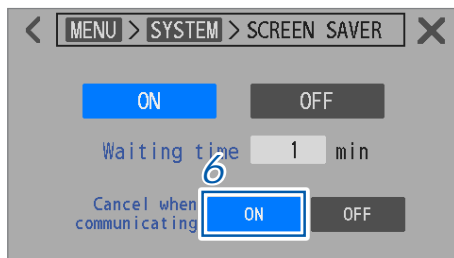 < MENU > SYSTEM > SCREEN SAVER X
ON OFF
Waiting time 1 min
6
Cancel when
communicating ON OFF